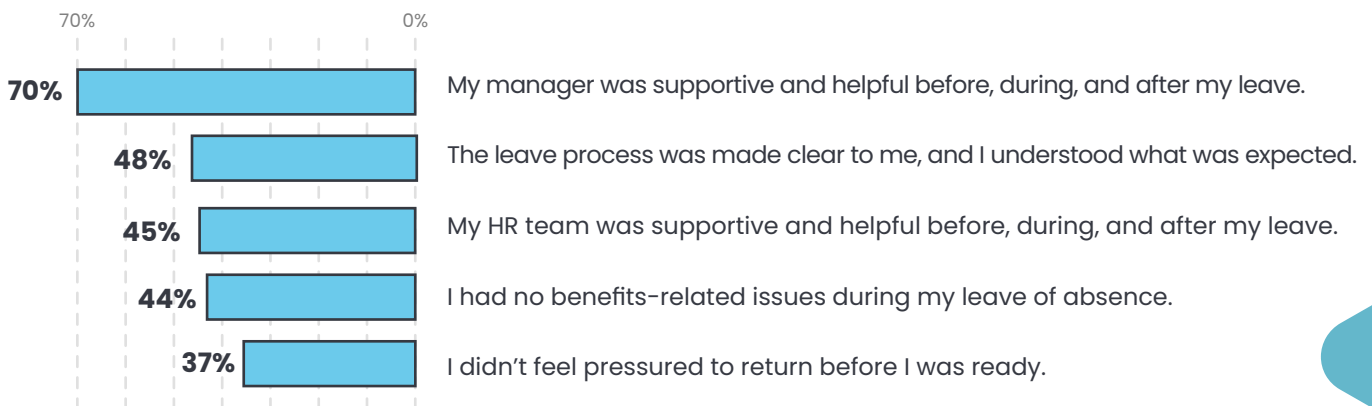 70% 0%
70% My manager was supportive and helpful before, during, and after my leave.
48% The leave process was made clear to me, and I understood what was expected.
45% My HR team was supportive and helpful before, during, and after my leave.
44% I had no benefits-related issues during my leave of absence.
37% I didn’t feel pressured to return before I was ready.